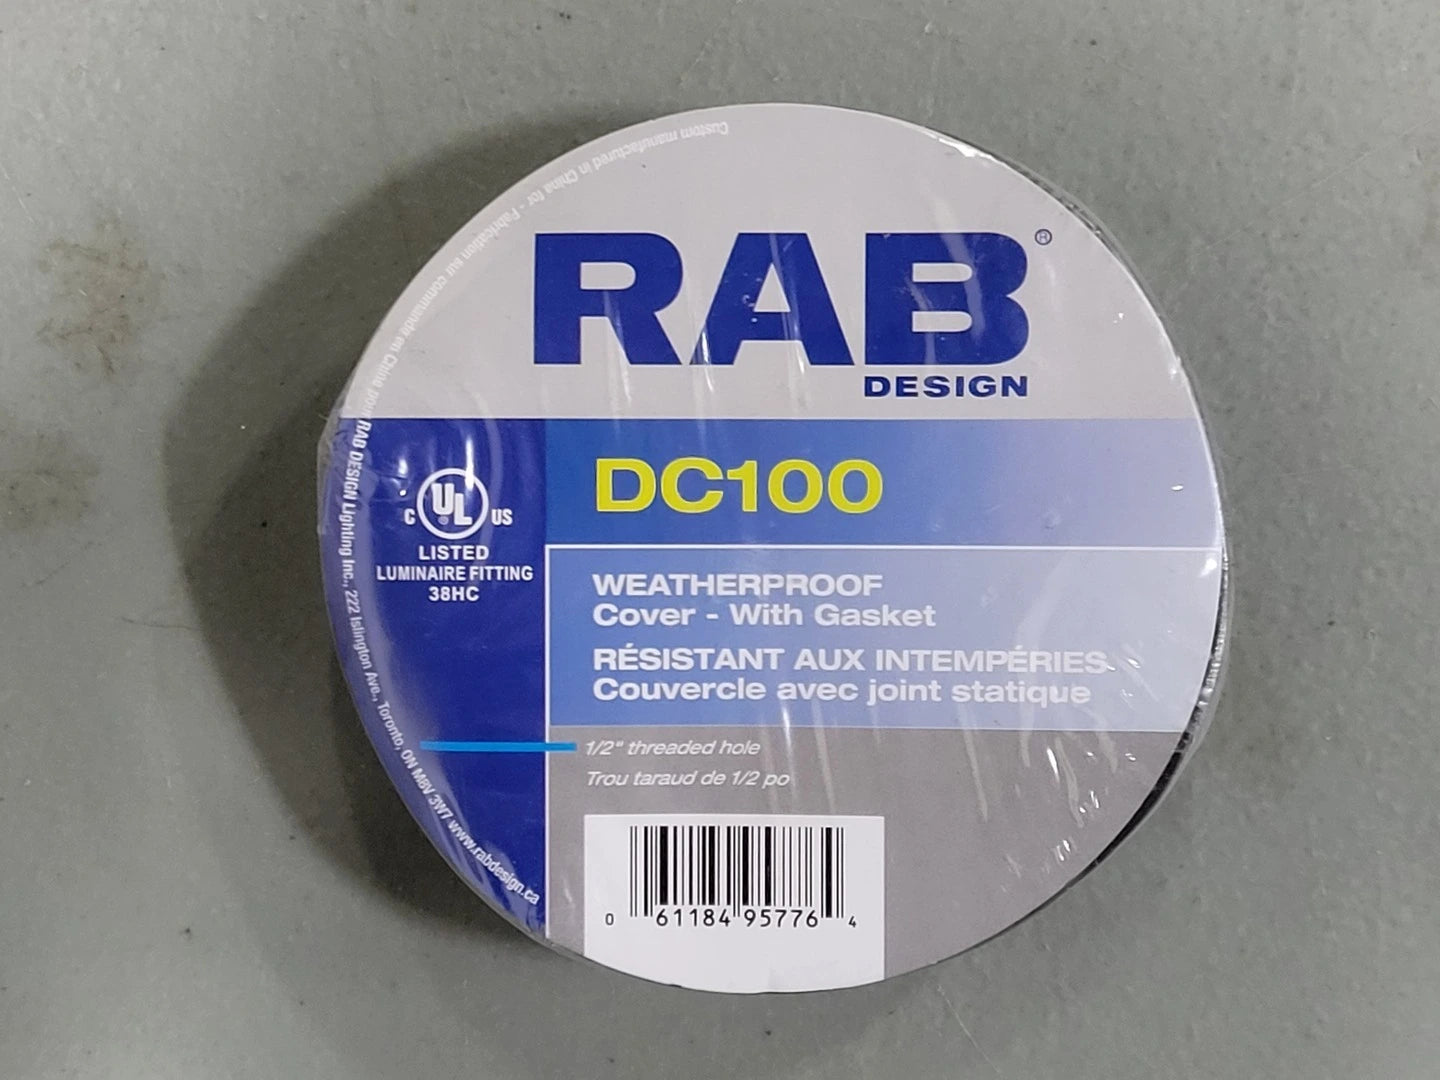 Custom manufactured in China for - Fabrication sur commande en Chine pour RAB DESIGN Lighting Inc., 222 Islington Ave., Toronto, ON M8V 3W7 www.rabdesign.ca
RAB®
DESIGN
DC100
C UL® US
LISTED
LUMINAIRE FITTING
38HC
WEATHERPROOF
Cover - With Gasket
RÉSISTANT AUX INTEMPÉRIES
Couvercle avec joint statique
1/2" threaded hole
Trou taraud de 1/2 po
0 61184 95776 4